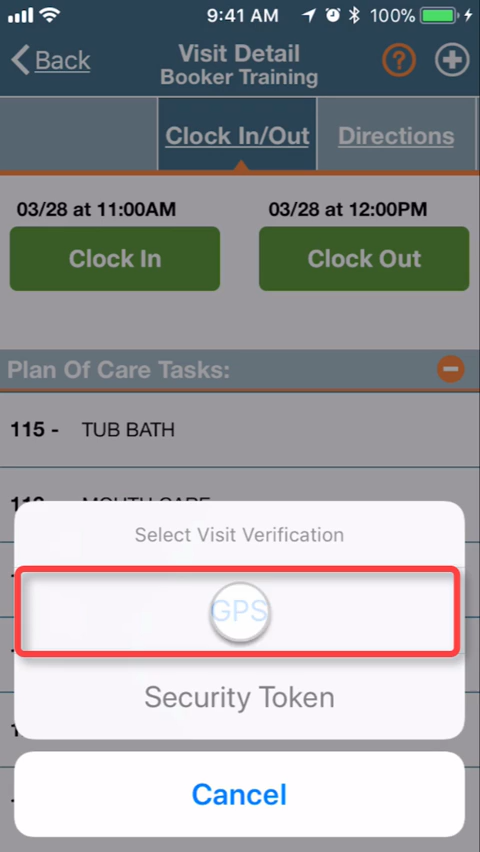 9:41 AM
100%
Back
Visit Detail
Booker Training
?
Clock In/Out
Directions
03/28 at 11:00AM
03/28 at 12:00PM
Clock In
Clock Out
Plan Of Care Tasks:
115 - TUB BATH
MOUTH CARE
Select Visit Verification
GPS
Security Token
Cancel